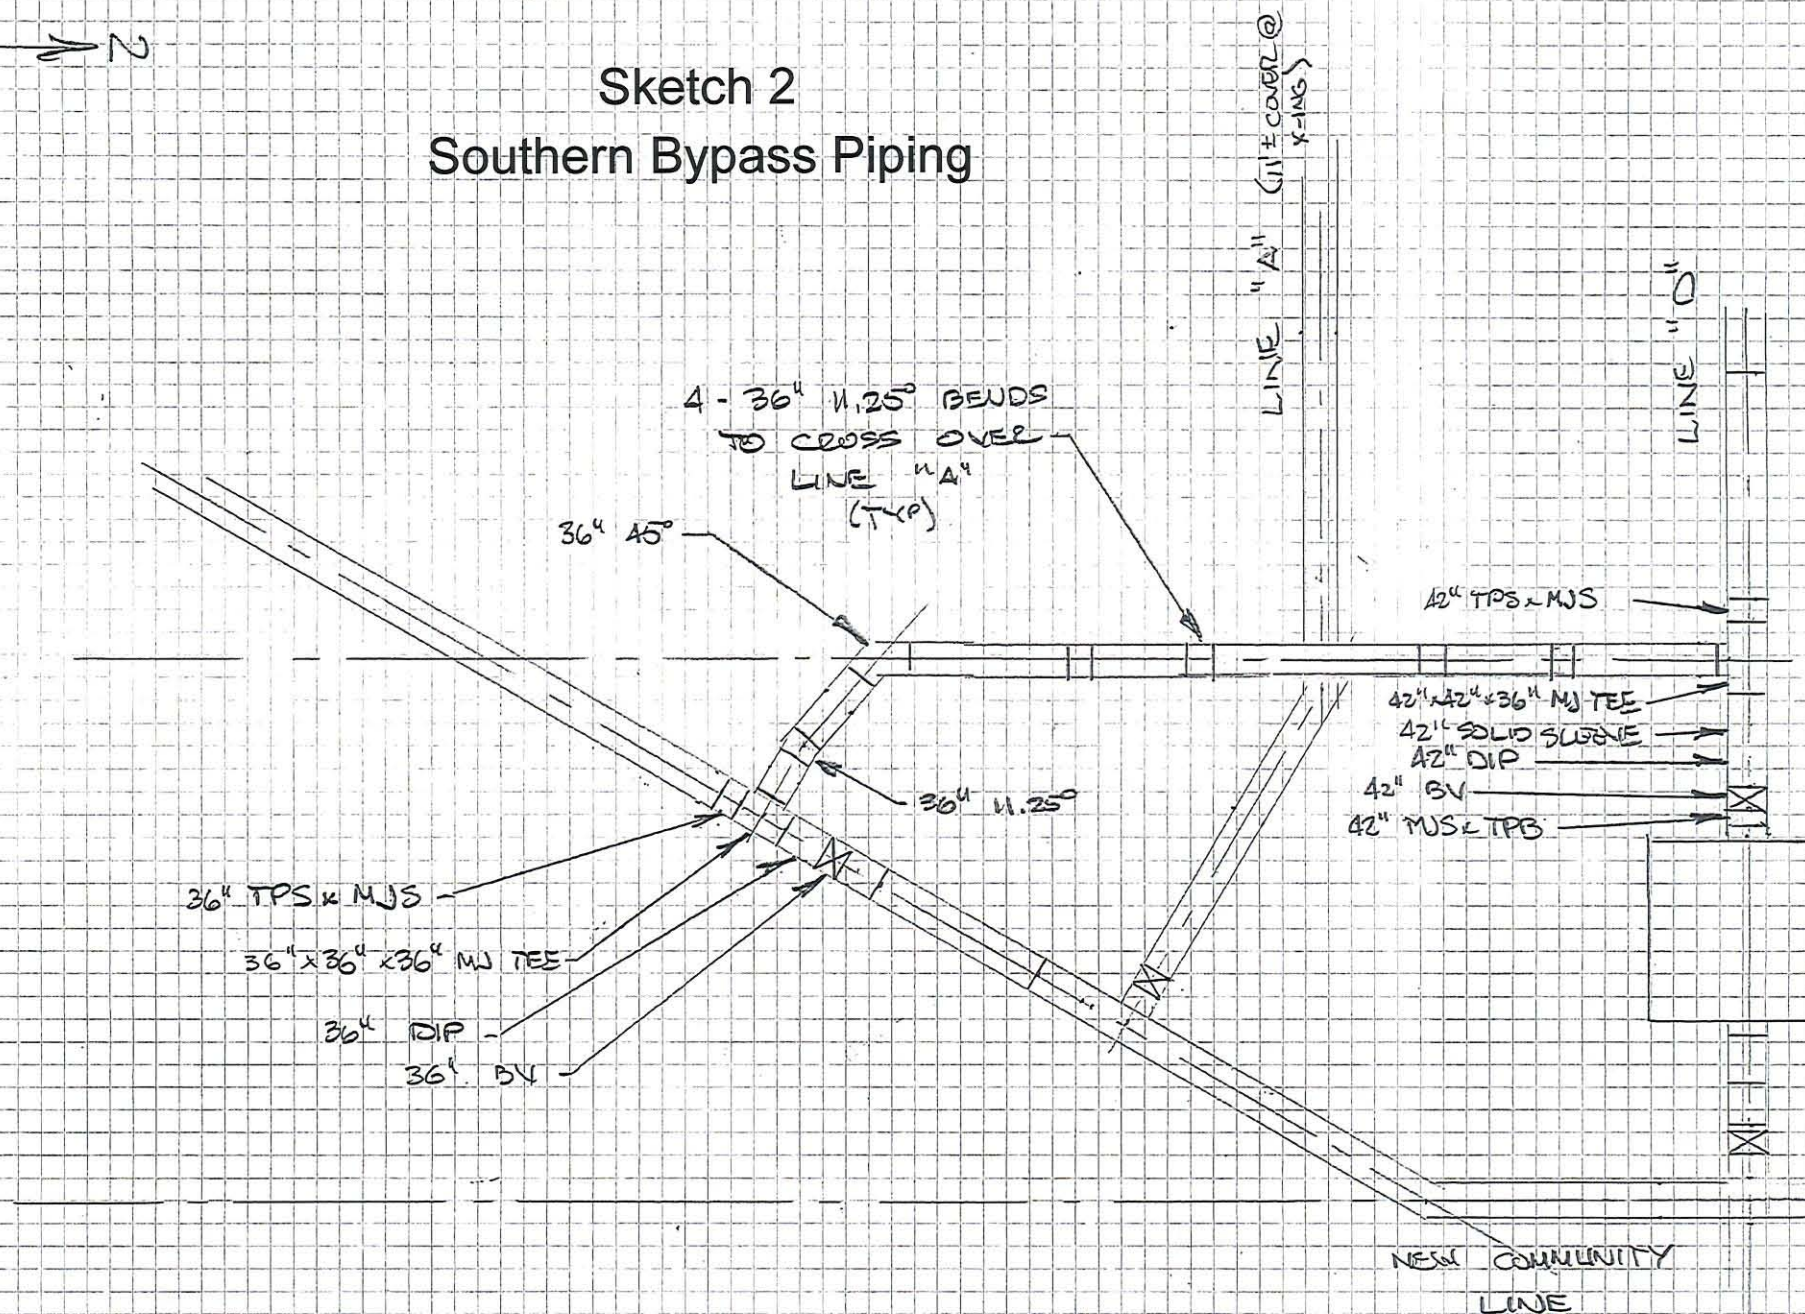 N
Sketch 2
Southern Bypass Piping
LINE "A" (11'± COVER @
X-ING)
LINE "D"
4 - 36" 11.25° BENDS
TO CROSS OVER
LINE "A"
(TYP)
36" 45°
42" TPS x MJS
42"x42"x36" MJ TEE
42" SOLID SLEEVE
42" DIP
42" BV
42" MJS x TPB
36" 11.25°
36" TPS x MJS
36"x36"x36" MJ TEE
36" DIP
36" BV
NEW COMMUNITY
LINE